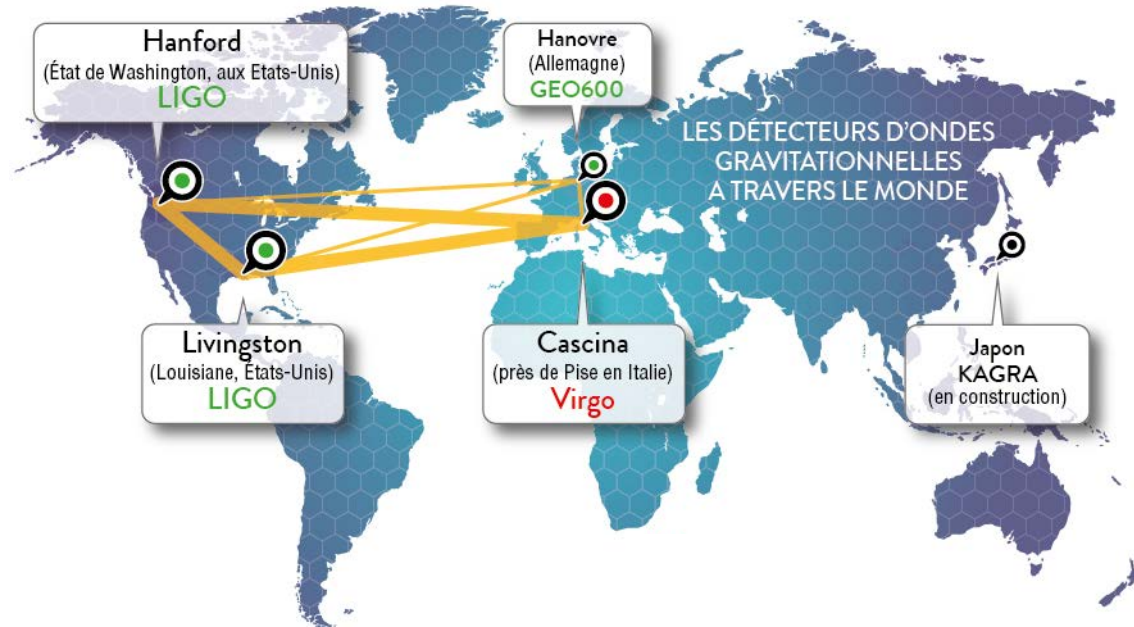 Hanford
(État de Washington, aux Etats-Unis)
LIGO
Hanovre
(Allemagne)
GEO600
LES DÉTECTEURS D'ONDES
GRAVITATIONNELLES
A TRAVERS LE MONDE
Livingston
(Louisiane, États-Unis)
LIGO
Cascina
(près de Pise en Italie)
Virgo
Japon
KAGRA
(en construction)